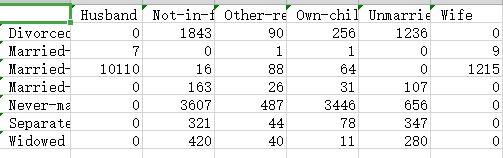 Husband Not-in-f Other-re Own-chil Unmarrie Wife
Divorced 0 1843 90 256 1236 0
Married- 7 0 1 1 0 9
Married- 10110 16 88 64 0 1215
Married- 0 163 26 31 107 0
Never-ma 0 3607 487 3446 656 0
Separate 0 321 44 78 347 0
Widowed 0 420 40 11 280 0